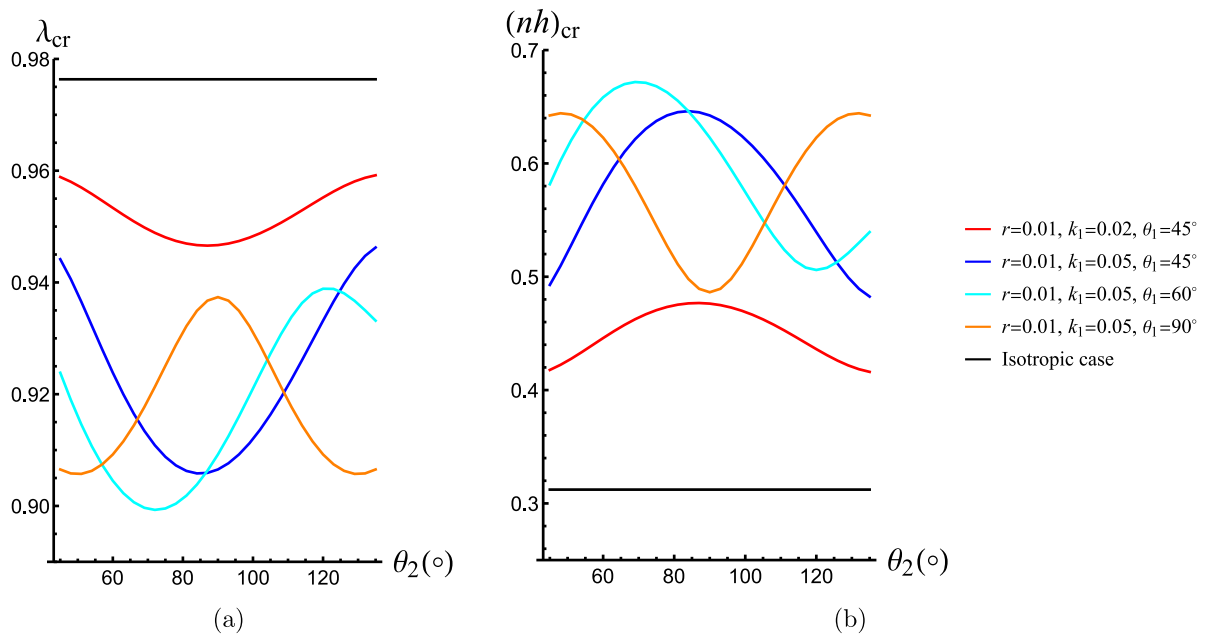 λcr
0.98
0.96
0.94
0.92
0.90
60 80 100 120
θ2(○)
(a)
(nh)cr
0.7
0.6
0.5
0.4
0.3
60 80 100 120
θ2(○)
(b)
r=0.01, k1=0.02, θ1=45°
r=0.01, k1=0.05, θ1=45°
r=0.01, k1=0.05, θ1=60°
r=0.01, k1=0.05, θ1=90°
Isotropic case